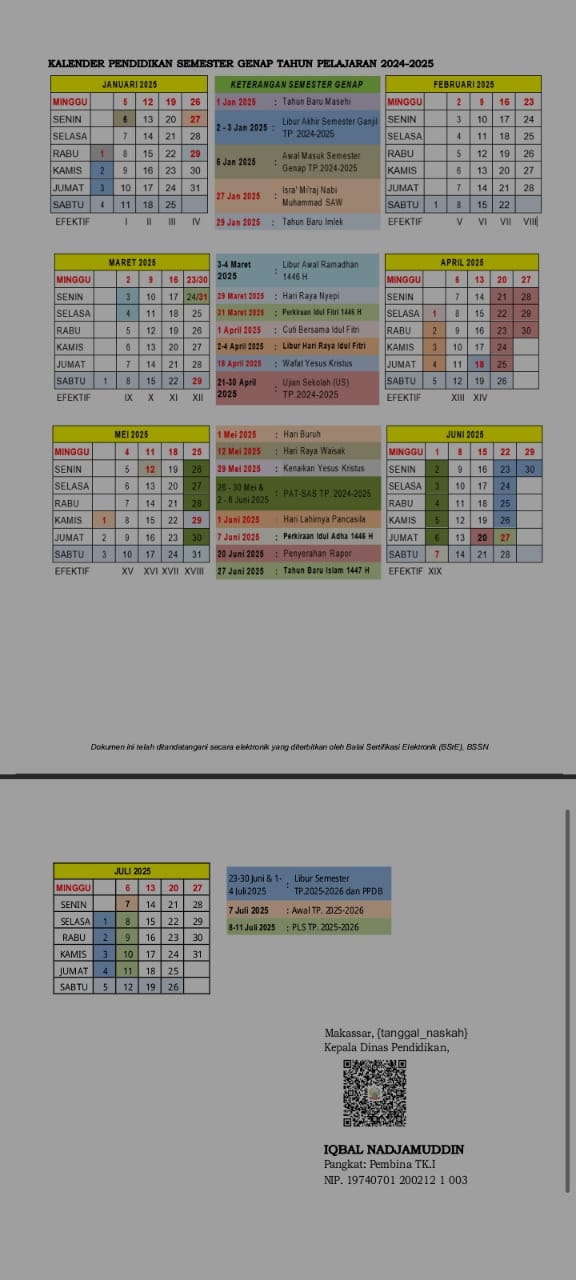 KALENDER PENDIDIKAN SEMESTER GENAP TAHUN PELAJARAN 2024-2025
JANUARI 2025
MINGGU 5 12 19 26
SENIN 6 13 20 27
SELASA 7 14 21 28
RABU 1 8 15 22 29
KAMIS 2 9 16 23 30
JUMAT 3 10 17 24 31
SABTU 4 11 18 25
EFEKTIF I II III IV
KETERANGAN SEMESTER GENAP
1 Jan 2025 : Tahun Baru Masehi
2 - 3 Jan 2025 : Libur Akhir Semester Ganjil
TP. 2024-2025
6 Jan 2025 : Awal Masuk Semester
Genap TP 2024-2025
27 Jan 2025 : Isra' Mi'raj Nabi
Muhammad SAW
29 Jan 2025 : Tahun Baru Imlek
FEBRUARI 2025
MINGGU 2 9 16 23
SENIN 3 10 17 24
SELASA 4 11 18 25
RABU 5 12 19 26
KAMIS 6 13 20 27
JUMAT 7 14 21 28
SABTU 1 8 15 22
EFEKTIF V VI VII VIII
MARET 2025
MINGGU 2 9 16 23/30
SENIN 3 10 17 24/31
SELASA 4 11 18 25
RABU 5 12 19 26
KAMIS 6 13 20 27
JUMAT 7 14 21 28
SABTU 1 8 15 22 29
EFEKTIF IX X XI XII
3-4 Maret
2025 : Libur Awal Ramadhan
1446 H
29 Maret 2025 : Hari Raya Nyepi
31 Maret 2025 : Perkiraan Idul Fitri 1446 H
1 April 2025 : Cuti Bersama Idul Fitri
2-4 April 2025 : Libur Hari Raya Idul Fitri
18 April 2025 : Wafat Yesus Kristus
21-30 April
2025 : Ujian Sekolah (US)
TP.2024-2025
APRIL 2025
MINGGU 6 13 20 27
SENIN 7 14 21 28
SELASA 1 8 15 22 29
RABU 2 9 16 23 30
KAMIS 3 10 17 24
JUMAT 4 11 18 25
SABTU 5 12 19 26
EFEKTIF XIII XIV
MEI 2025
MINGGU 4 11 18 25
SENIN 5 12 19 26
SELASA 6 13 20 27
RABU 7 14 21 28
KAMIS 1 8 15 22 29
JUMAT 2 9 16 23 30
SABTU 3 10 17 24 31
EFEKTIF XV XVI XVII XVIII
1 Mei 2025 : Hari Buruh
12 Mei 2025 : Hari Raya Waisak
29 Mei 2025 : Kenaikan Yesus Kristus
26 - 30 Mei &
2 - 6 Juni 2025 : PAT-SAS TP. 2024-2025
1 Juni 2025 : Hari Lahirnya Pancasila
7 Juni 2025 : Perkiraan Idul Adha 1446 H
20 Juni 2025 : Penyerahan Rapor
27 Juni 2025 : Tahun Baru Islam 1447 H
JUNI 2025
MINGGU 1 8 15 22 29
SENIN 2 9 16 23 30
SELASA 3 10 17 24
RABU 4 11 18 25
KAMIS 5 12 19 26
JUMAT 6 13 20 27
SABTU 7 14 21 28
EFEKTIF XIX
Dokumen ini telah ditandatangani secara elektronik yang diterbitkan oleh Balai Sertifikasi Elektronik (BSrE), BSSN
JULI 2025
MINGGU 6 13 20 27
SENIN 7 14 21 28
SELASA 1 8 15 22 29
RABU 2 9 16 23 30
KAMIS 3 10 17 24 31
JUMAT 4 11 18 25
SABTU 5 12 19 26
23-30 Juni & 1-
4 Juli2025 : Libur Semester
TP.2025-2026 dan PPDB
7 Juli 2025 : Awal TP. 2025-2026
8-11 Juli 2025 : PLS TP. 2025-2026
Makassar, {tanggal_naskah}
Kepala Dinas Pendidikan,
IQBAL NADJAMUDDIN
Pangkat: Pembina TK.I
NIP. 19740701 200212 1 003